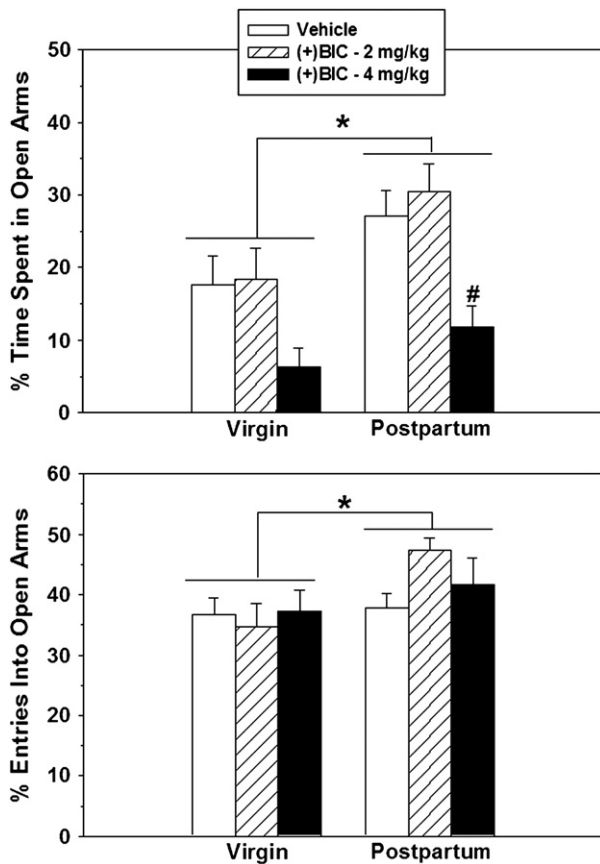 Vehicle
(+)BIC - 2 mg/kg
(+)BIC - 4 mg/kg
% Time Spent in Open Arms
50
40
30
20
10
0
*
#
Virgin Postpartum
% Entries Into Open Arms
60
50
40
30
20
10
0
*
Virgin Postpartum